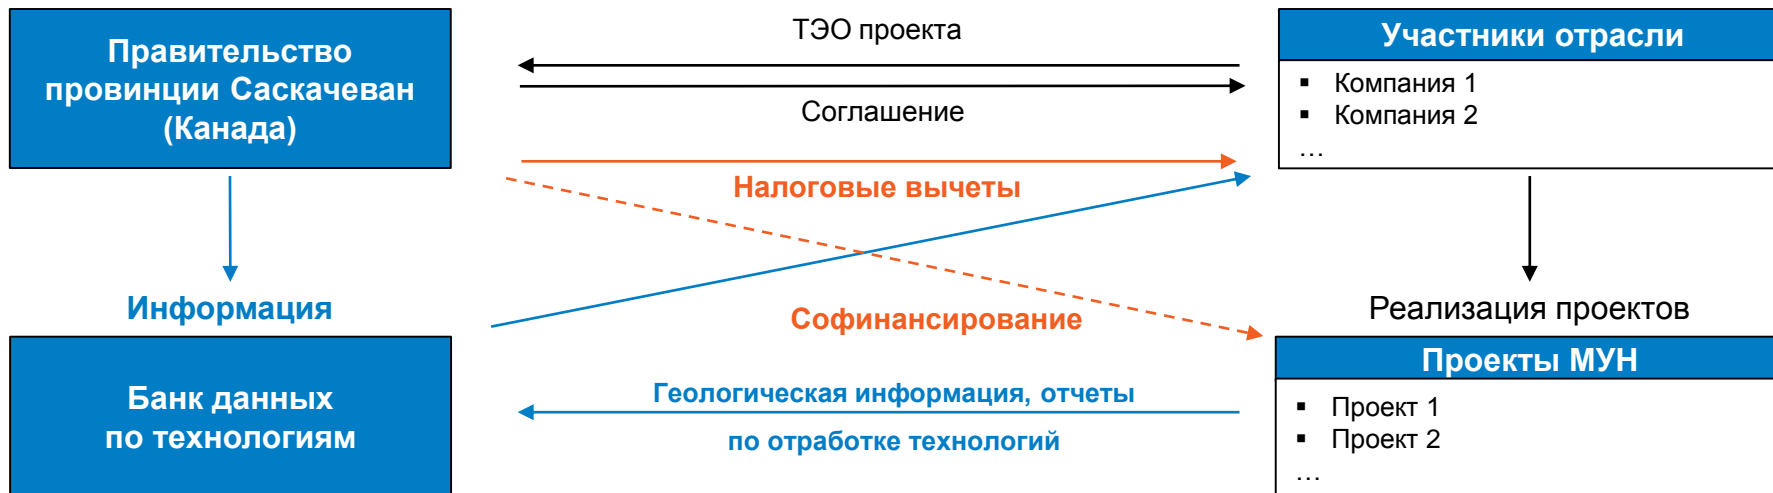 Правительство
провинции Саскачеван
(Канада)
ТЭО проекта
Соглашение
Участники отрасли
▪ Компания 1
▪ Компания 2
…
Налоговые вычеты
Информация
Софинансирование
Реализация проектов
Банк данных
по технологиям
Геологическая информация, отчеты
по отработке технологий
Проекты МУН
▪ Проект 1
▪ Проект 2
…